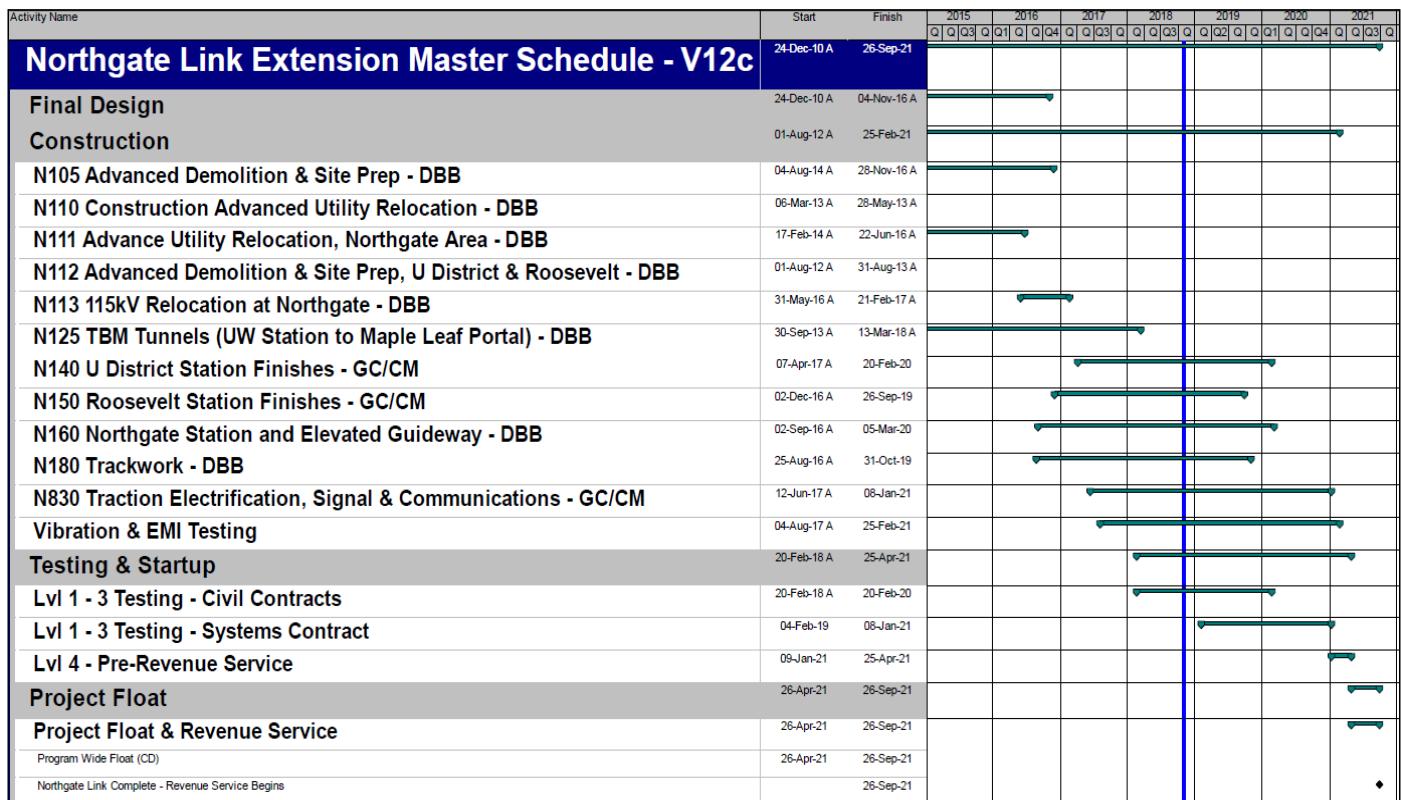 Activity Name Start Finish 2015 2016 2017 2018 2019 2020 2021
Q Q Q3 Q Q1 Q Q Q4 Q Q Q3 Q Q Q Q3 Q Q Q2 Q Q Q1 Q Q Q4 Q Q Q3 Q
Northgate Link Extension Master Schedule - V12c 24-Dec-10 A 26-Sep-21
Final Design 24-Dec-10 A 04-Nov-16 A
Construction 01-Aug-12 A 25-Feb-21
N105 Advanced Demolition & Site Prep - DBB 04-Aug-14 A 28-Nov-16 A
N110 Construction Advanced Utility Relocation - DBB 06-Mar-13 A 28-May-13 A
N111 Advance Utility Relocation, Northgate Area - DBB 17-Feb-14 A 22-Jun-16 A
N112 Advanced Demolition & Site Prep, U District & Roosevelt - DBB 01-Aug-12 A 31-Aug-13 A
N113 115kV Relocation at Northgate - DBB 31-May-16 A 21-Feb-17 A
N125 TBM Tunnels (UW Station to Maple Leaf Portal) - DBB 30-Sep-13 A 13-Mar-18 A
N140 U District Station Finishes - GC/CM 07-Apr-17 A 20-Feb-20
N150 Roosevelt Station Finishes - GC/CM 02-Dec-16 A 26-Sep-19
N160 Northgate Station and Elevated Guideway - DBB 02-Sep-16 A 05-Mar-20
N180 Trackwork - DBB 25-Aug-16 A 31-Oct-19
N830 Traction Electrification, Signal & Communications - GC/CM 12-Jun-17 A 08-Jan-21
Vibration & EMI Testing 04-Aug-17 A 25-Feb-21
Testing & Startup 20-Feb-18 A 25-Apr-21
Lvl 1 - 3 Testing - Civil Contracts 20-Feb-18 A 20-Feb-20
Lvl 1 - 3 Testing - Systems Contract 04-Feb-19 08-Jan-21
Lvl 4 - Pre-Revenue Service 09-Jan-21 25-Apr-21
Project Float 26-Apr-21 26-Sep-21
Project Float & Revenue Service 26-Apr-21 26-Sep-21
Program Wide Float (CD) 26-Apr-21 26-Sep-21
Northgate Link Complete - Revenue Service Begins 26-Sep-21